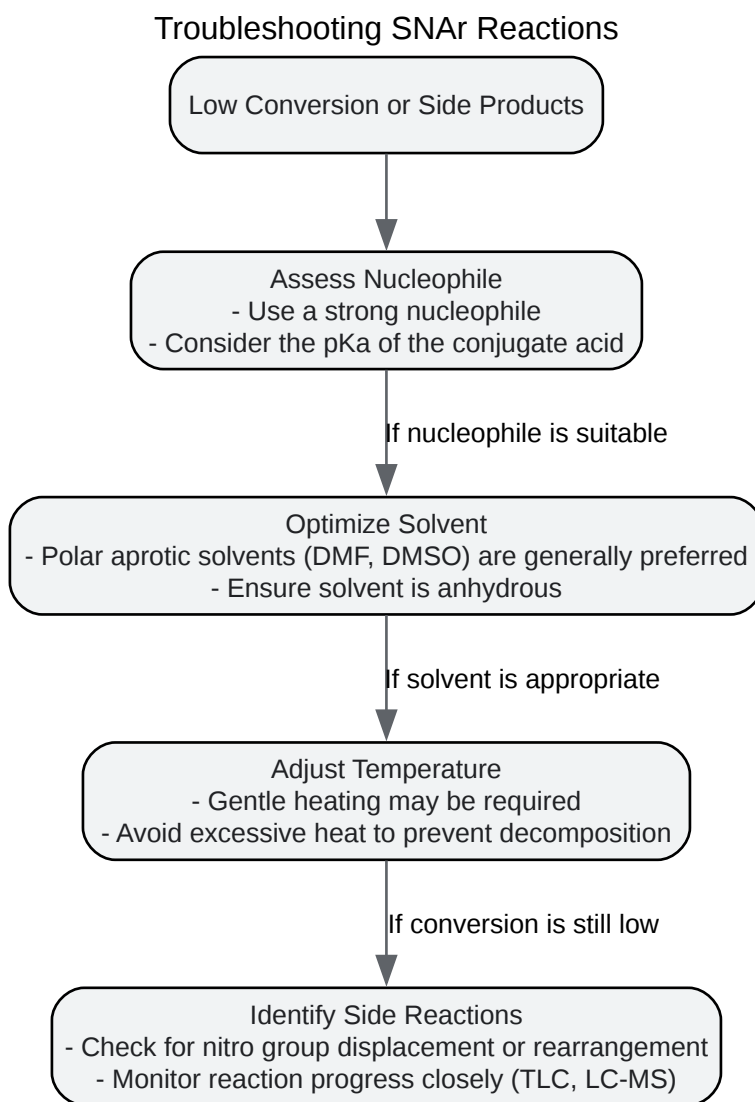 Troubleshooting SNAr Reactions
Low Conversion or Side Products
Assess Nucleophile
- Use a strong nucleophile
- Consider the pKa of the conjugate acid
If nucleophile is suitable
Optimize Solvent
- Polar aprotic solvents (DMF, DMSO) are generally preferred
- Ensure solvent is anhydrous
If solvent is appropriate
Adjust Temperature
- Gentle heating may be required
- Avoid excessive heat to prevent decomposition
If conversion is still low
Identify Side Reactions
- Check for nitro group displacement or rearrangement
- Monitor reaction progress closely (TLC, LC-MS)